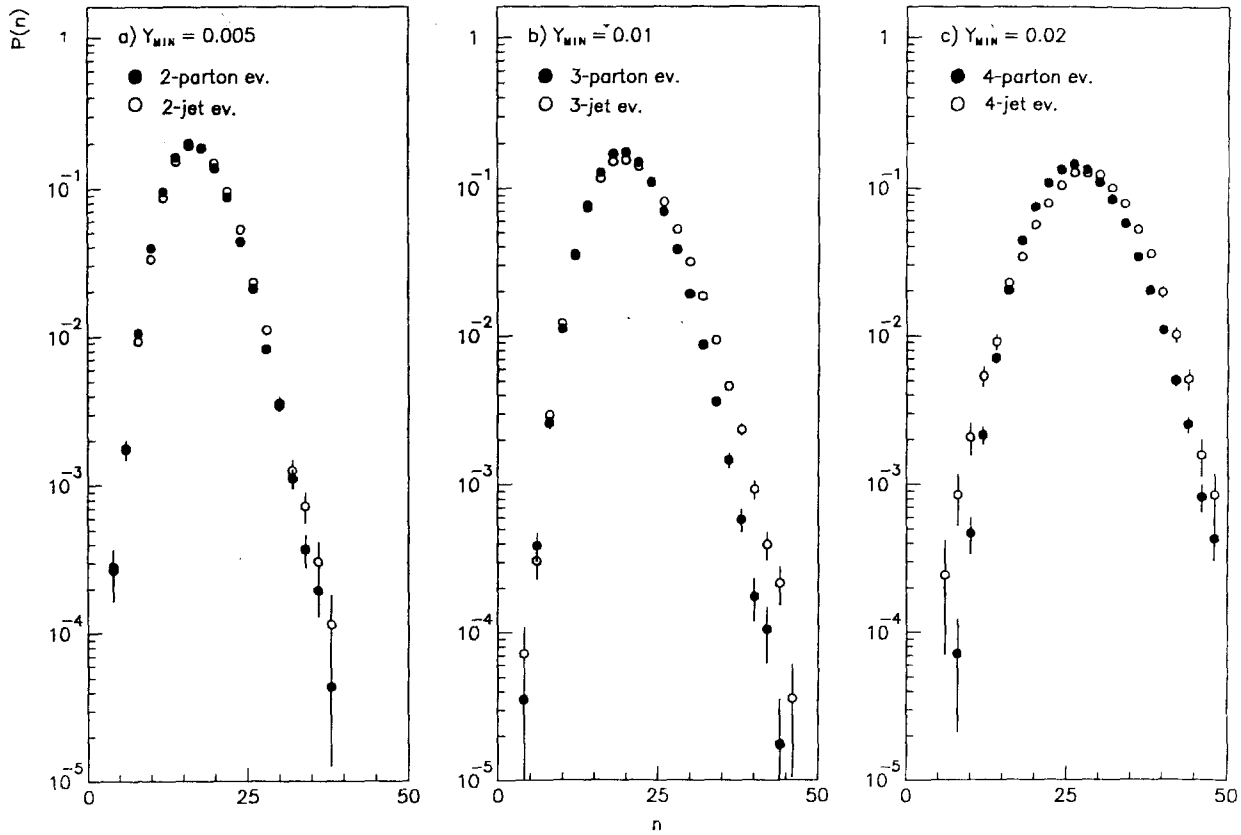 P(n)
a) Y_MIN = 0.005
● 2-parton ev.
○ 2-jet ev.
1
10^-1
10^-2
10^-3
10^-4
10^-5
0 25 50
b) Y_MIN = 0.01
● 3-parton ev.
○ 3-jet ev.
1
10^-1
10^-2
10^-3
10^-4
10^-5
0 25 50
n
c) Y_MIN = 0.02
● 4-parton ev.
○ 4-jet ev.
1
10^-1
10^-2
10^-3
10^-4
10^-5
0 25 50